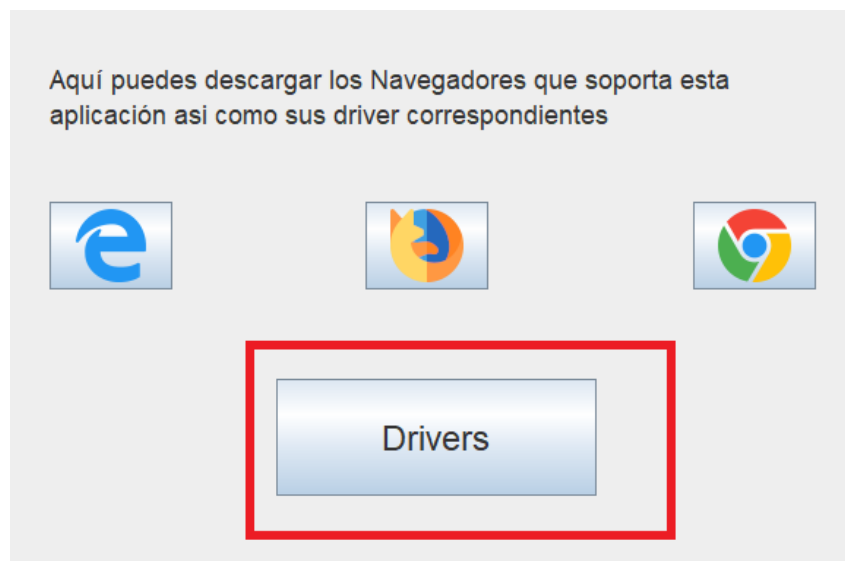 Aquí puedes descargar los Navegadores que soporta esta
aplicación asi como sus driver correspondientes
Drivers